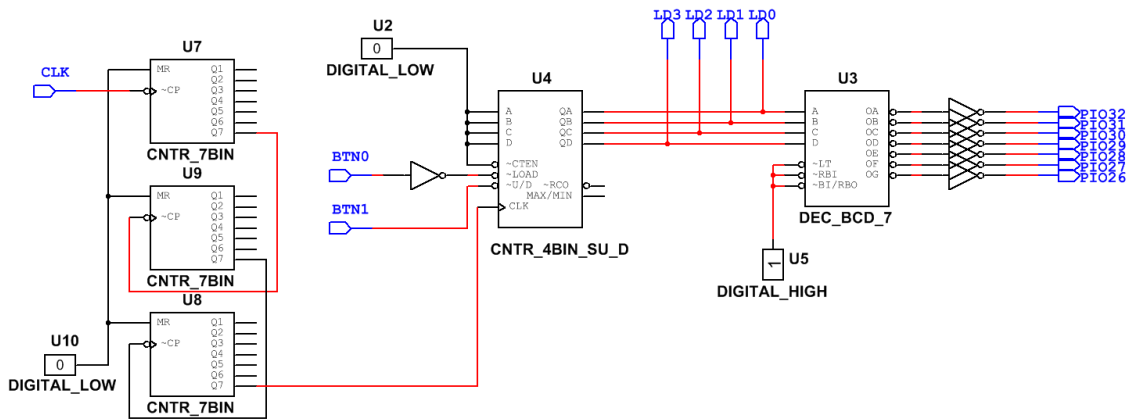 LD3 LD2 LD1 LD0
U2
0
DIGITAL_LOW
U7
CLK
MR
~CP
Q1
Q2
Q3
Q4
Q5
Q6
Q7
CNTR_7BIN
U9
MR
~CP
Q1
Q2
Q3
Q4
Q5
Q6
Q7
CNTR_7BIN
U8
MR
~CP
Q1
Q2
Q3
Q4
Q5
Q6
Q7
CNTR_7BIN
U10
0
DIGITAL_LOW
BTN0
BTN1
U4
A
B
C
D
~CTEN
~LOAD
~U/D
CLK
QA
QB
QC
QD
~RCO
MAX/MIN
CNTR_4BIN_SU_D
U3
A
B
C
D
~LT
~RBI
~BI/RBO
OA
OB
OC
OD
OE
OF
OG
DEC_BCD_7
U5
1
DIGITAL_HIGH
PIO32
PIO31
PIO30
PIO29
PIO28
PIO27
PIO26